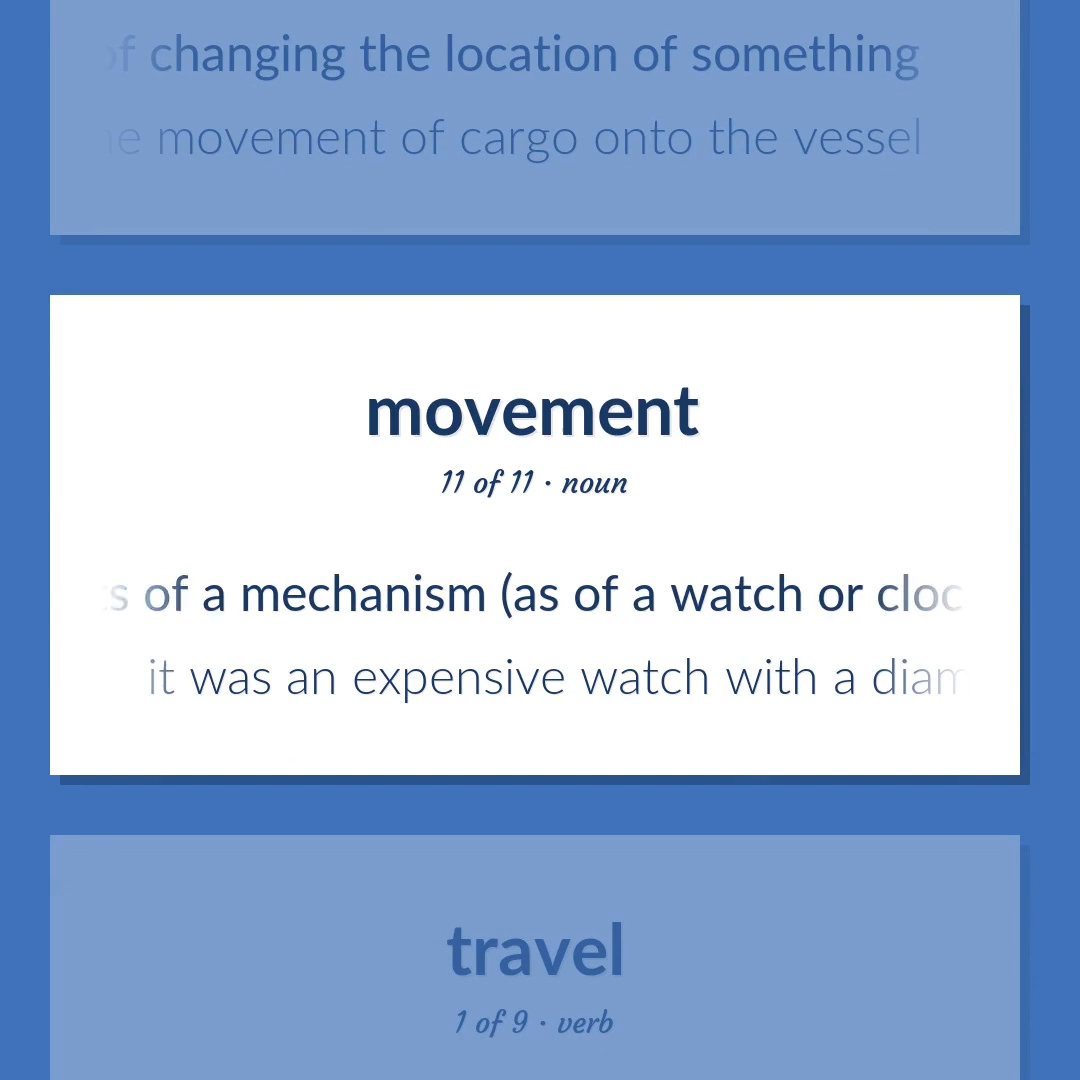 of changing the location of something
movement of cargo onto the vessel
movement
11 of 11 · noun
of a mechanism (as of a watch or
it was an expensive watch with a
travel
1 of 9 · verb